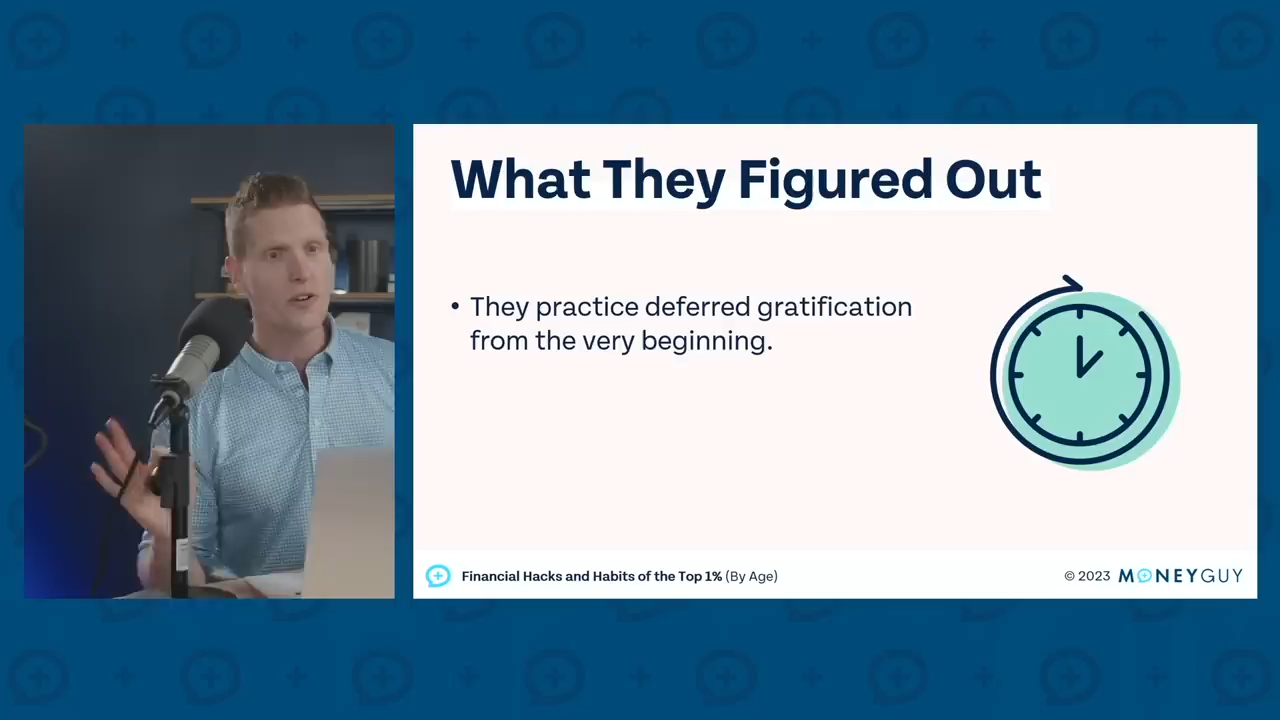 What They Figured Out
• They practice deferred gratification
from the very beginning.
Financial Hacks and Habits of the Top 1% (By Age)
© 2023 MONEYGUY